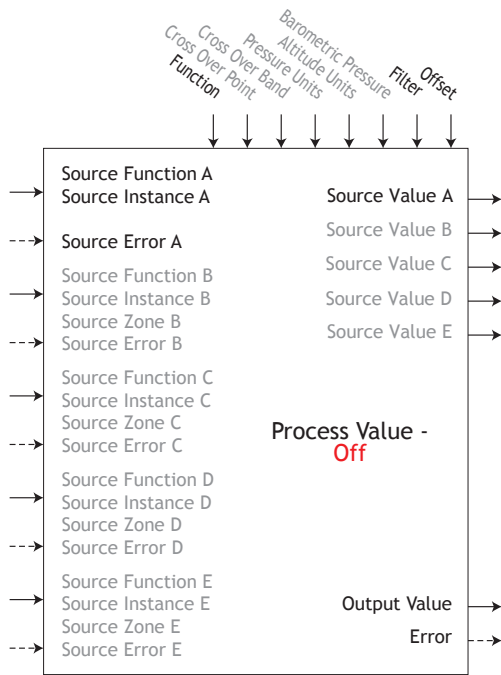 Function
Cross Over Point
Cross Over Band
Pressure Units
Altitude Units
Barometric Pressure
Filter
Offset
Source Function A
Source Instance A
Source Error A
Source Function B
Source Instance B
Source Zone B
Source Error B
Source Function C
Source Instance C
Source Zone C
Source Error C
Source Function D
Source Instance D
Source Zone D
Source Error D
Source Function E
Source Instance E
Source Zone E
Source Error E
Source Value A
Source Value B
Source Value C
Source Value D
Source Value E
Process Value -
Off
Output Value
Error